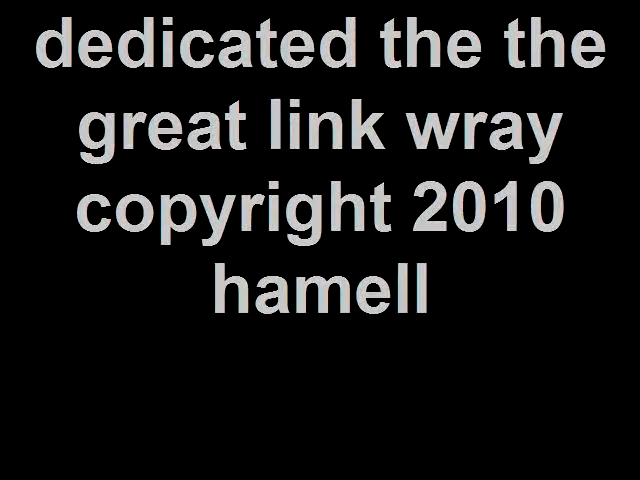 dedicated the the
great link wray
copyright 2010
hamell